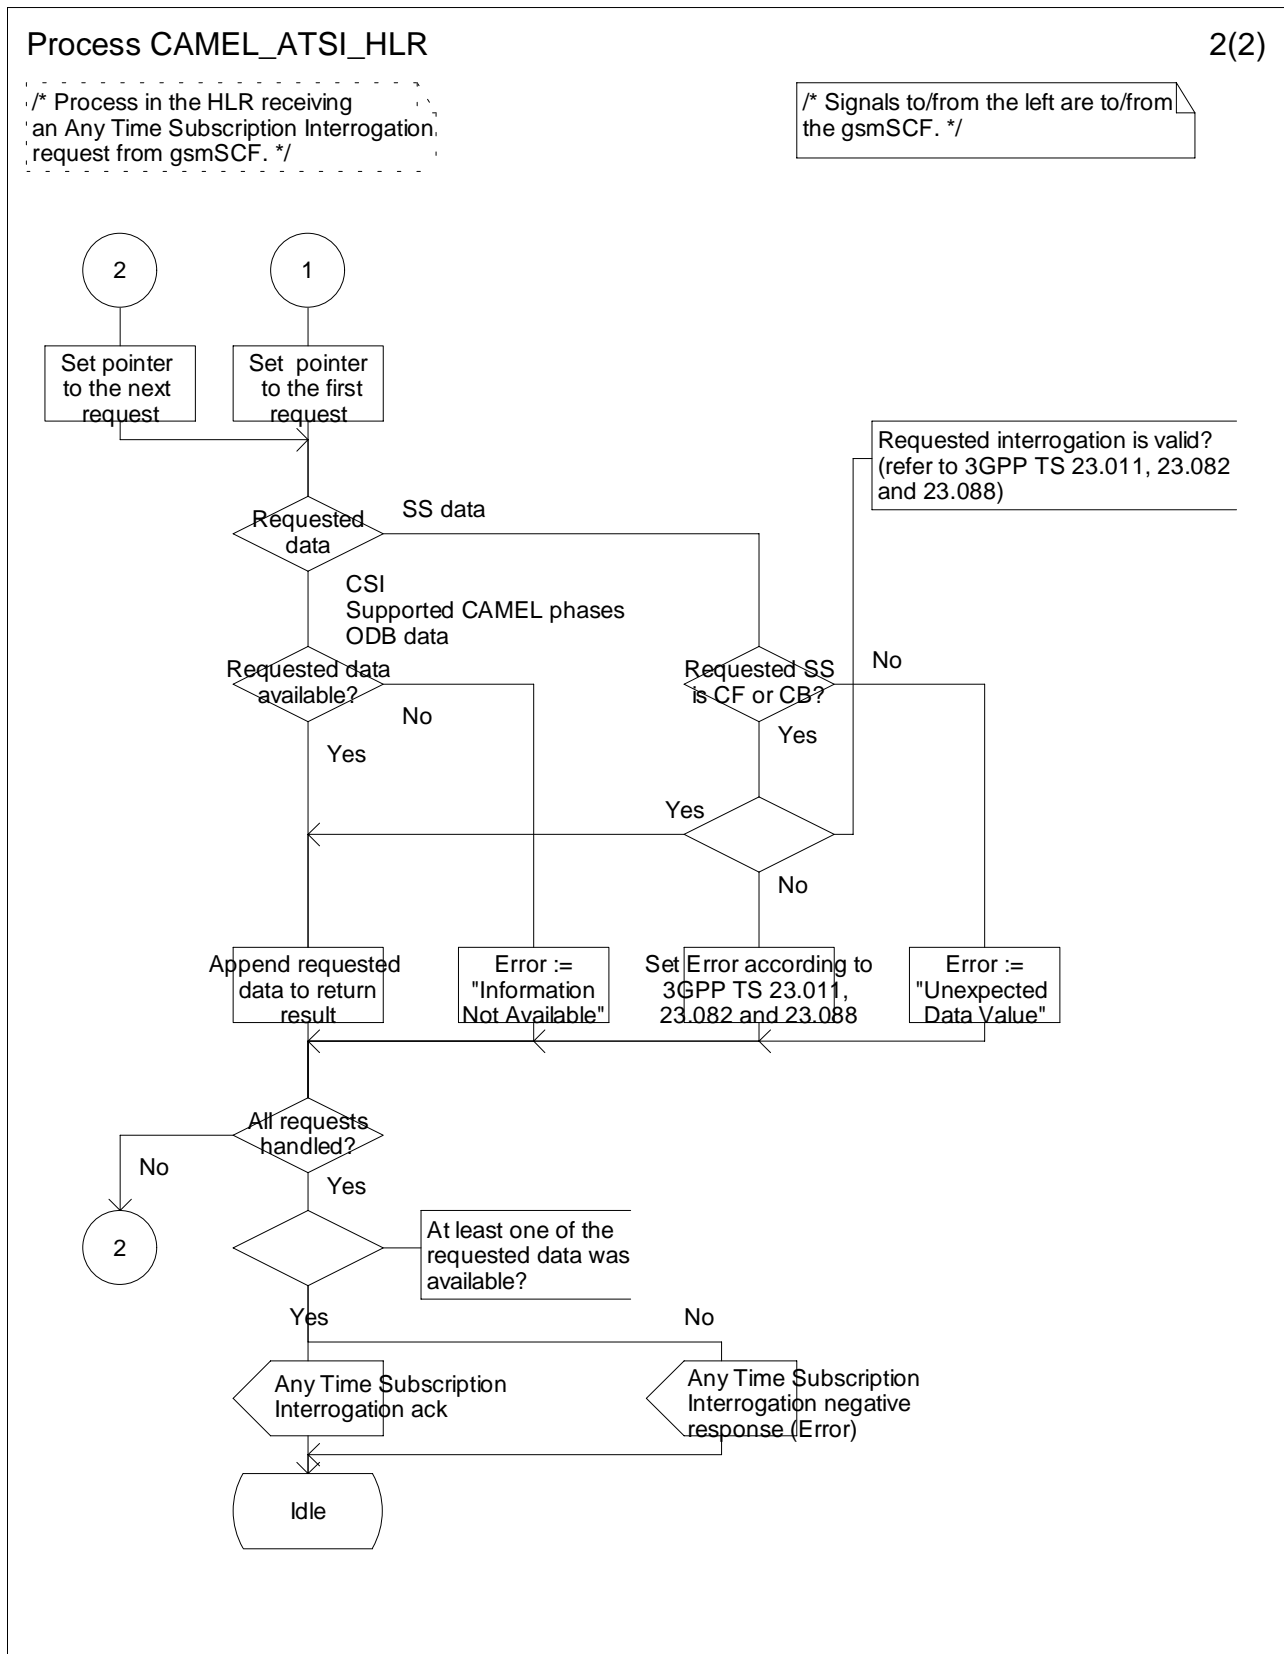 Process CAMEL_ATSI_HLR
2(2)
/* Process in the HLR receiving
an Any Time Subscription Interrogation
request from gsmSCF. */
/* Signals to/from the left are to/from
the gsmSCF. */
2
1
Set pointer
to the next
request
Set pointer
to the first
request
Requested interrogation is valid?
(refer to 3GPP TS 23.011, 23.082
and 23.088)
Requested
data
SS data
CSI
Supported CAMEL phases
ODB data
Requested data
available?
No
Yes
Requested SS
is CF or CB?
No
Yes
Yes
No
Append requested
data to return
result
Error :=
"Information
Not Available"
Set Error according to
3GPP TS 23.011,
23.082 and 23.088
Error :=
"Unexpected
Data Value"
All requests
handled?
No
Yes
2
At least one of the
requested data was
available?
Yes
No
Any Time Subscription
Interrogation ack
Any Time Subscription
Interrogation negative
response (Error)
Idle